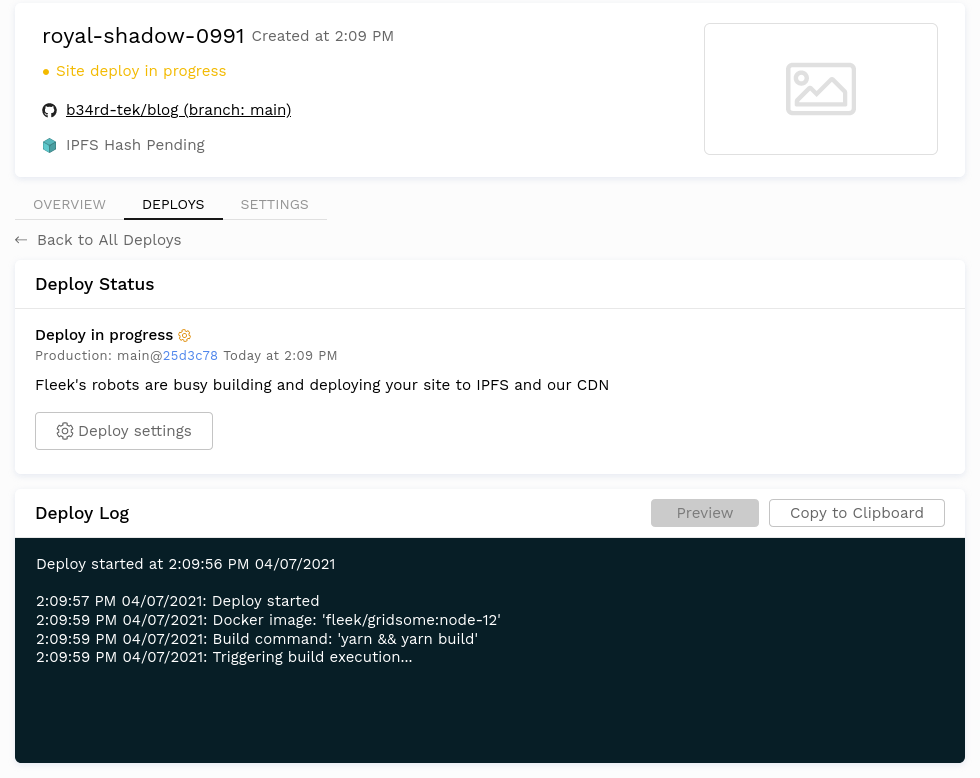 royal-shadow-0991 Created at 2:09 PM
Site deploy in progress
b34rd-tek/blog (branch: main)
IPFS Hash Pending
OVERVIEW DEPLOYS SETTINGS
← Back to All Deploys
Deploy Status
Deploy in progress
Production: main@25d3c78 Today at 2:09 PM
Fleek's robots are busy building and deploying your site to IPFS and our CDN
Deploy settings
Deploy Log Preview Copy to Clipboard
Deploy started at 2:09:56 PM 04/07/2021
2:09:57 PM 04/07/2021: Deploy started
2:09:59 PM 04/07/2021: Docker image: 'fleek/gridsome:node-12'
2:09:59 PM 04/07/2021: Build command: 'yarn && yarn build'
2:09:59 PM 04/07/2021: Triggering build execution...